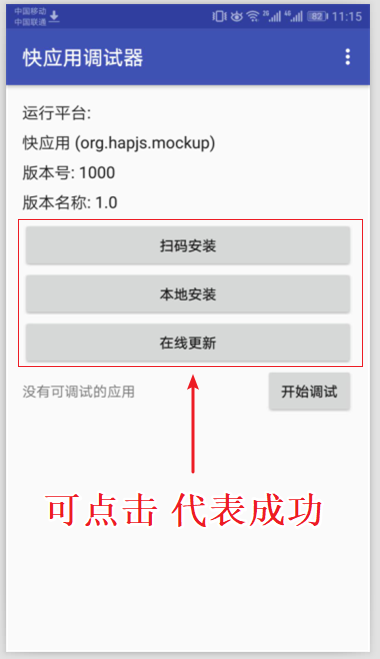 中国移动
中国联通
2G 4G 82 11:15
快应用调试器
运行平台:
快应用 (org.hapjs.mockup)
版本号: 1000
版本名称: 1.0
扫码安装
本地安装
在线更新
没有可调试的应用 开始调试
可点击 代表成功